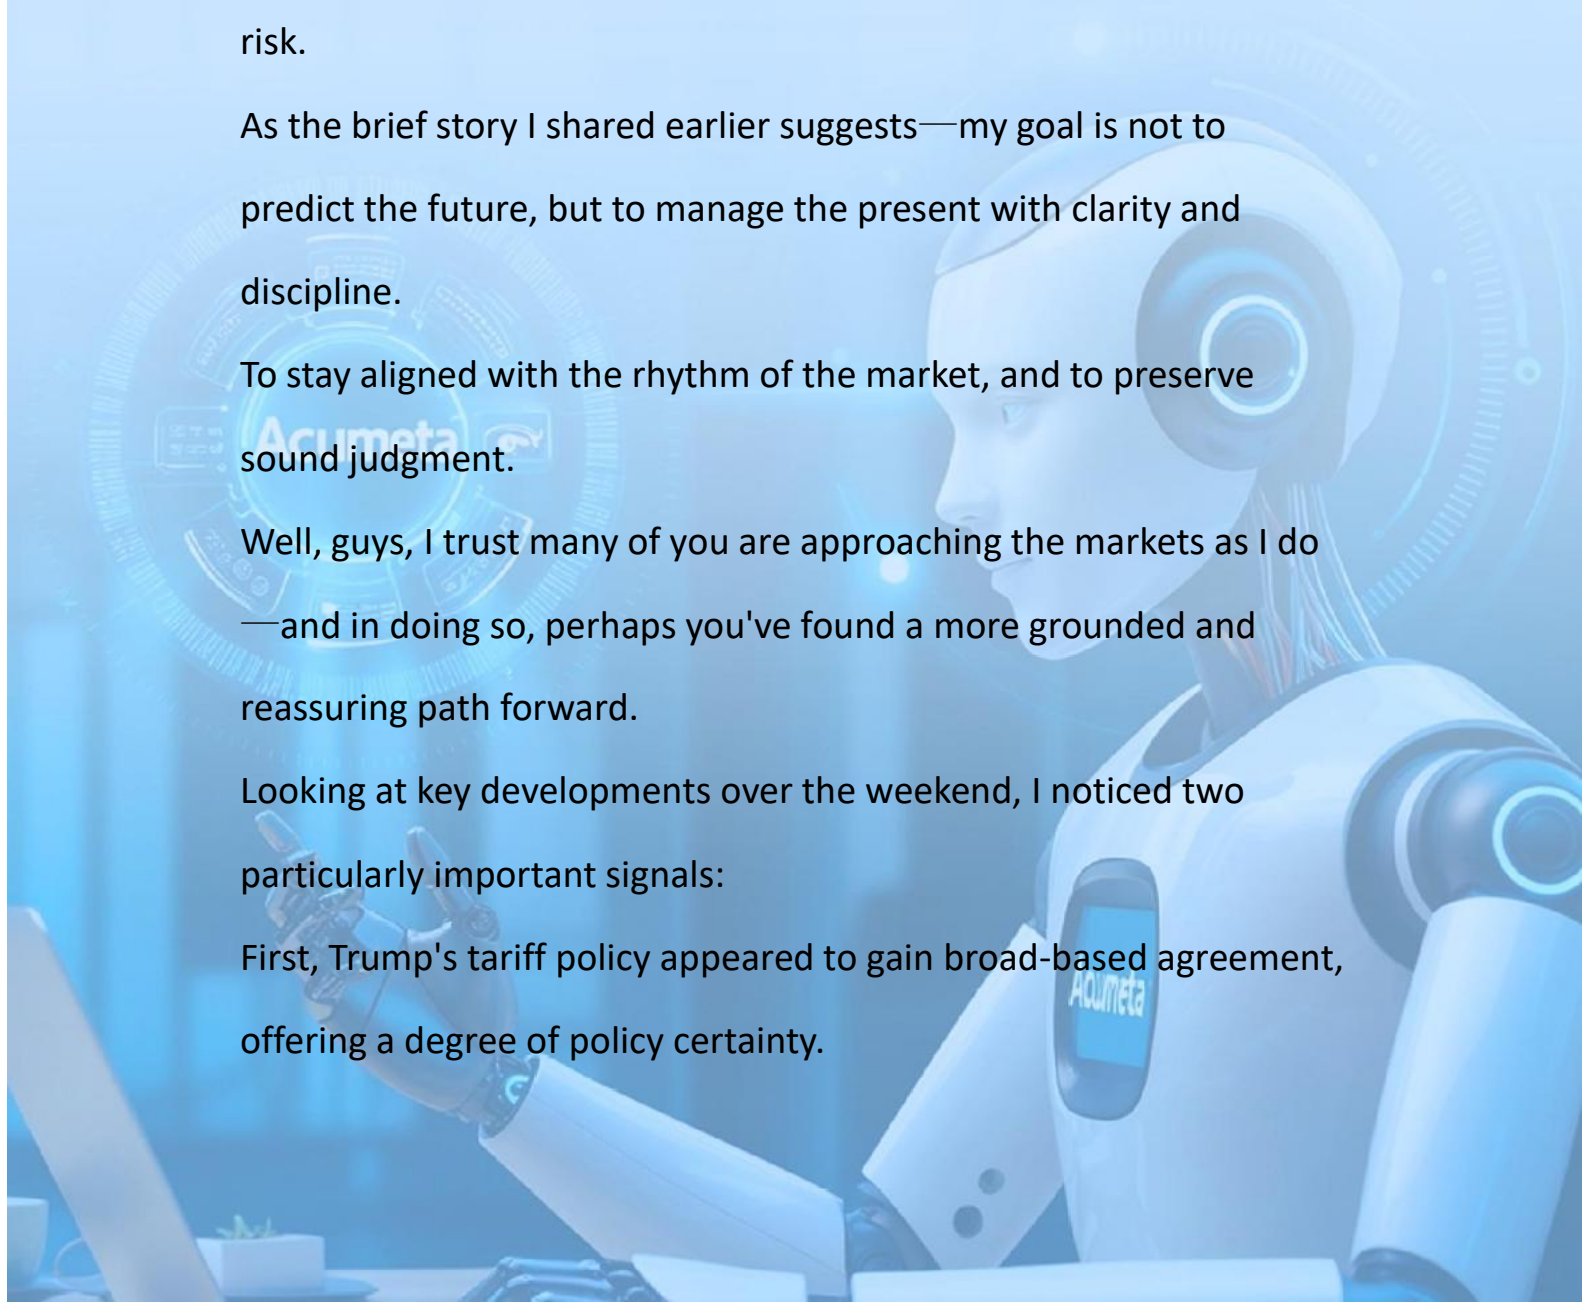 risk.
As the brief story I shared earlier suggests—my goal is not to
predict the future, but to manage the present with clarity and
discipline.
To stay aligned with the rhythm of the market, and to preserve
Acumeta
sound judgment.
Well, guys, I trust many of you are approaching the markets as I do
—and in doing so, perhaps you've found a more grounded and
reassuring path forward.
Looking at key developments over the weekend, I noticed two
particularly important signals:
First, Trump's tariff policy appeared to gain broad-based agreement,
Acumeta
offering a degree of policy certainty.